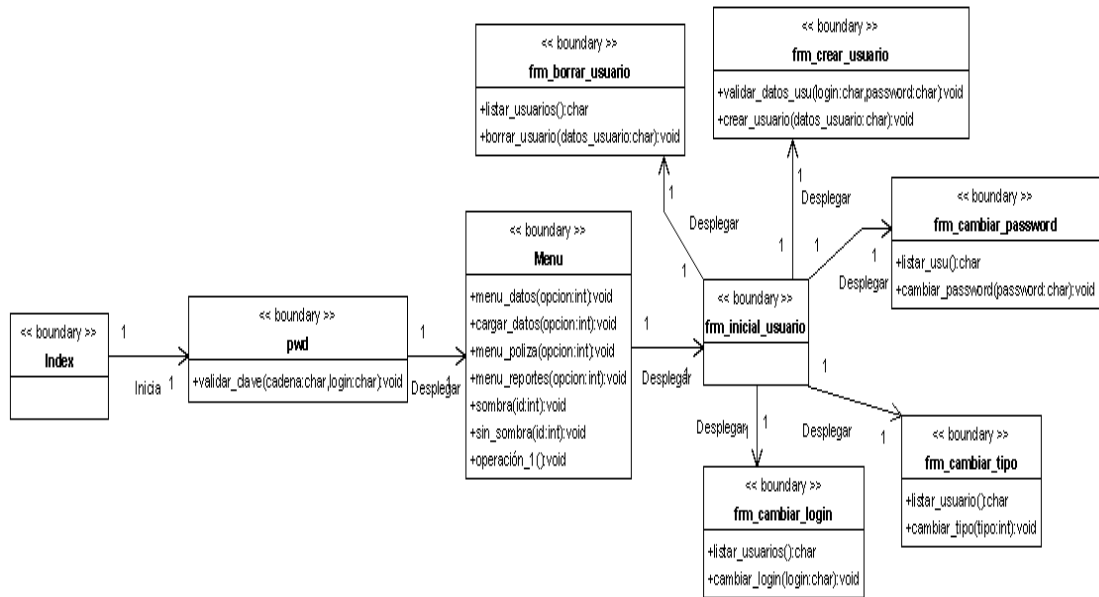 << boundary >>
Index
1
Inicia
1
<< boundary >>
pwd
+validar_clave(cadena:char,login:char):void
1
Desplegar
1
<< boundary >>
Menu
+menu_datos(opcion:int):void
+cargar_datos(opcion:int):void
+menu_poliza(opcion:int):void
+menu_reportes(opcion:int):void
+sombra(id:int):void
+sin_sombra(id:int):void
+operación_1():void
1
Desplegar
1
<< boundary >>
frm_inicial_usuario
<< boundary >>
frm_borrar_usuario
+listar_usuarios():char
+borrar_usuario(datos_usuario:char):void
1
Desplegar
1
<< boundary >>
frm_crear_usuario
+validar_datos_usu(login:char,password:char):void
+crear_usuario(datos_usuario:char):void
1
Desplegar
1
<< boundary >>
frm_cambiar_password
+listar_usu():char
+cambiar_password(password:char):void
1
1
Desplegar
<< boundary >>
frm_cambiar_tipo
+listar_usuario():char
+cambiar_tipo(tipo:int):void
1
Desplegar
1
<< boundary >>
frm_cambiar_login
+listar_usuarios():char
+cambiar_login(login:char):void
1
Desplegar
1